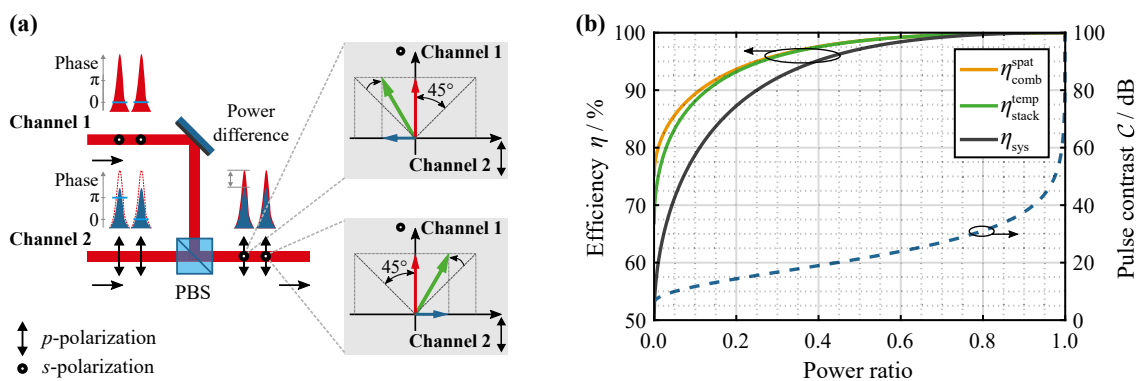 (a)
Phase
π
0
Channel 1
Power
difference
Phase
π
0
Channel 2
PBS
p-polarization
s-polarization
Channel 1
45°
Channel 2
Channel 1
45°
Channel 2
(b)
Efficiency η / %
100
90
80
70
60
50
η_comb^spat
η_stack^temp
η_sys
100
80
60
40
20
0
Pulse contrast C / dB
0.0 0.2 0.4 0.6 0.8 1.0
Power ratio